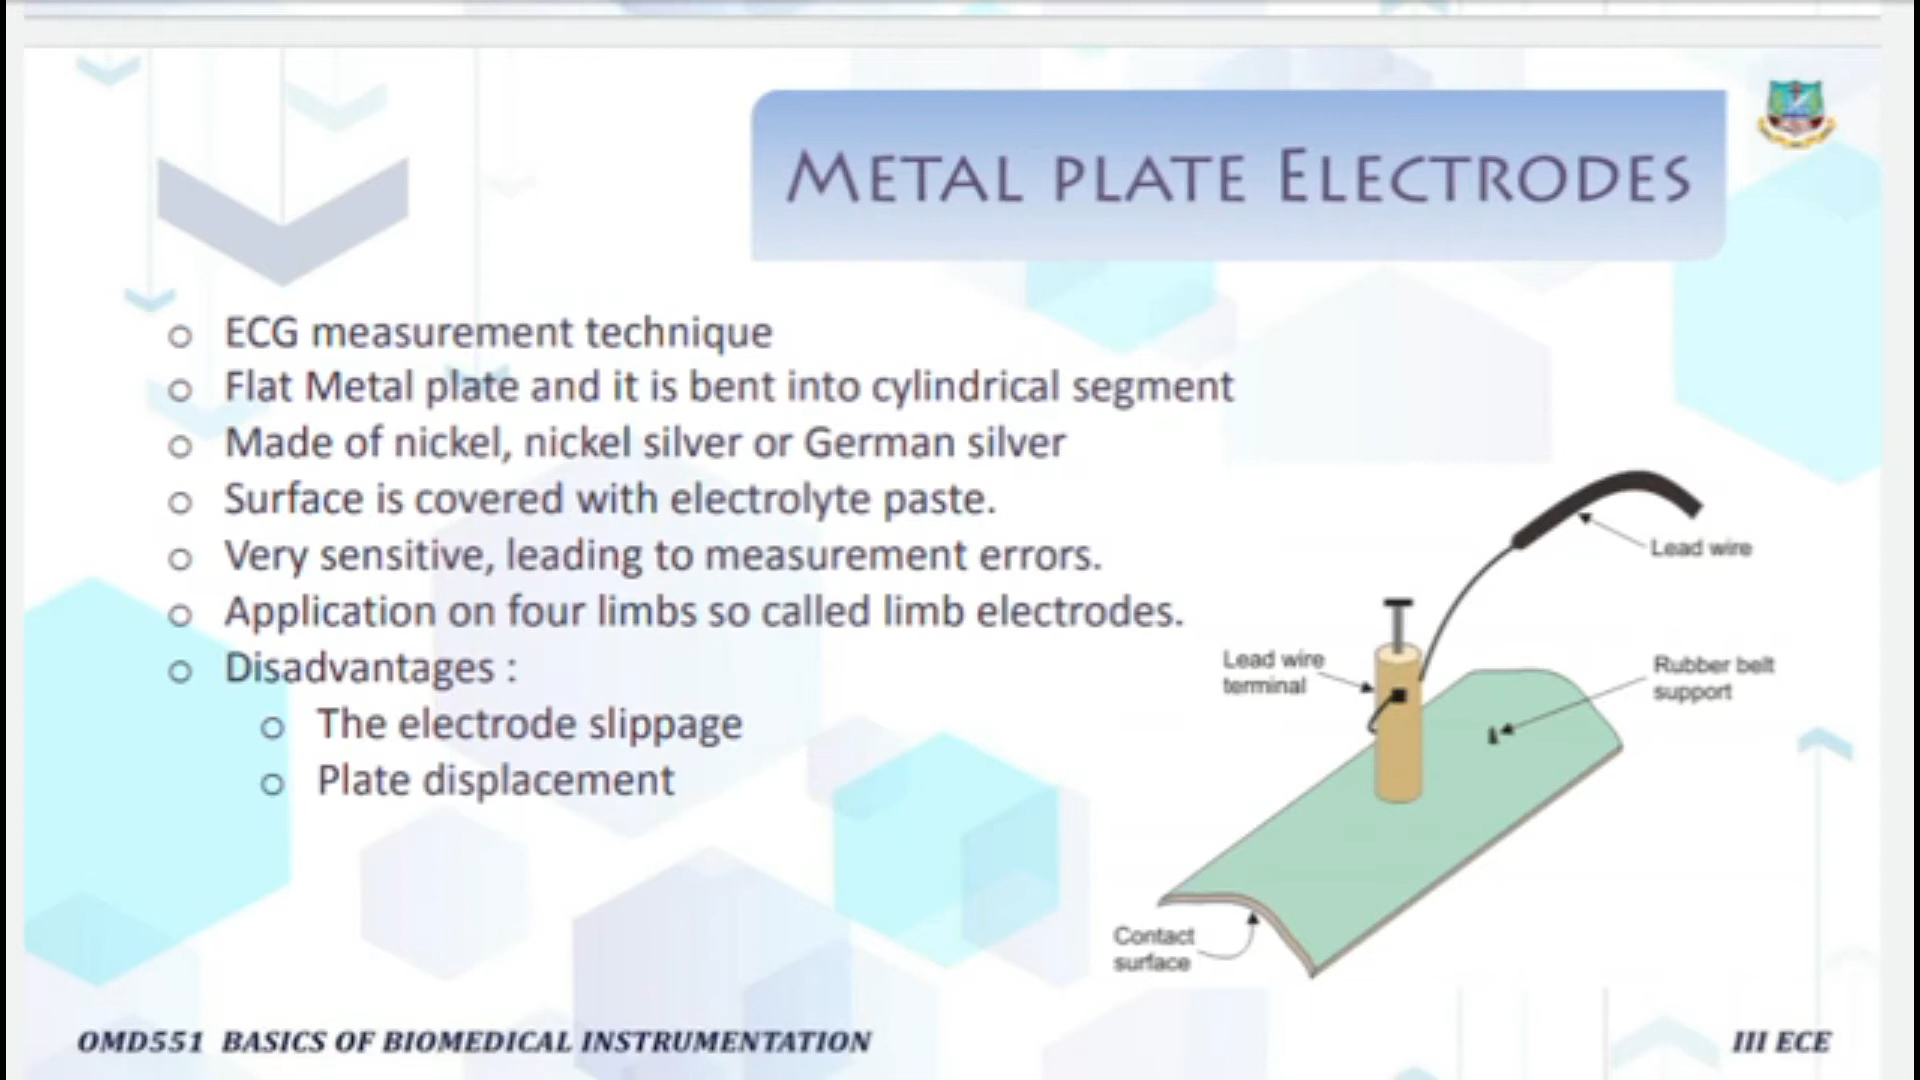 METAL PLATE ELECTRODES
ECG measurement technique
Flat Metal plate and it is bent into cylindrical segment
Made of nickel, nickel silver or German silver
Surface is covered with electrolyte paste.
Very sensitive, leading to measurement errors.
Application on four limbs so called limb electrodes.
Disadvantages :
The electrode slippage
Plate displacement
Lead wire
Lead wire
terminal
Rubber belt
support
Contact
surface
OMD551 BASICS OF BIOMEDICAL INSTRUMENTATION
III ECE